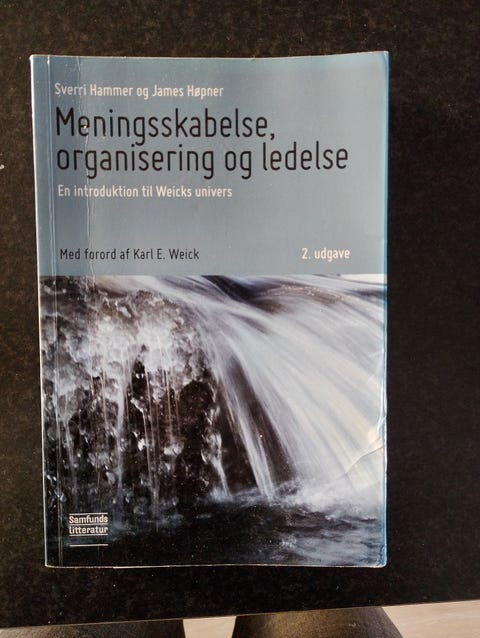 Sverri Hammer og James Høpner
Meningsskabelse,
organisering og ledelse
En introduktion til Weicks univers
Med forord af Karl E. Weick
2. udgave
Samfunds
litteratur